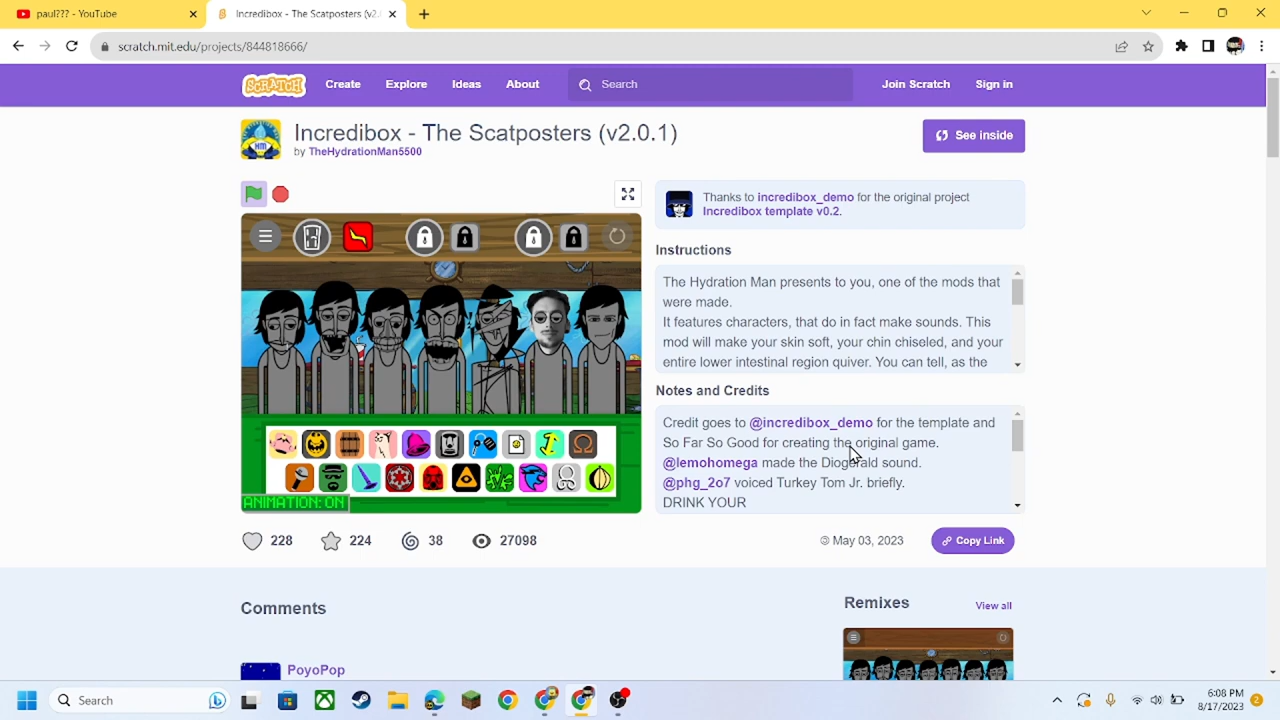 paul??? - YouTube
Incredibox - The Scatposters (v2.
scratch.mit.edu/projects/844818666/
SCRATCH
Create
Explore
Ideas
About
Search
Join Scratch
Sign in
Incredibox - The Scatposters (v2.0.1)
by TheHydrationMan5500
See inside
Thanks to incredibox_demo for the original project
Incredibox template v0.2.
Instructions
The Hydration Man presents to you, one of the mods that
were made.
It features characters, that do in fact make sounds. This
mod will make your skin soft, your chin chiseled, and your
entire lower intestinal region quiver. You can tell, as the
Notes and Credits
Credit goes to @incredibox_demo for the template and
So Far So Good for creating the original game.
@lemohomega made the sound.
@phg_2o7 voiced Turkey Tom Jr. briefly.
DRINK YOUR
HM
ANIMATION: ON
228
224
38
27098
© May 03, 2023
Copy Link
Comments
PoyoPop
Remixes
View all
Search
6:08 PM
8/17/2023
2